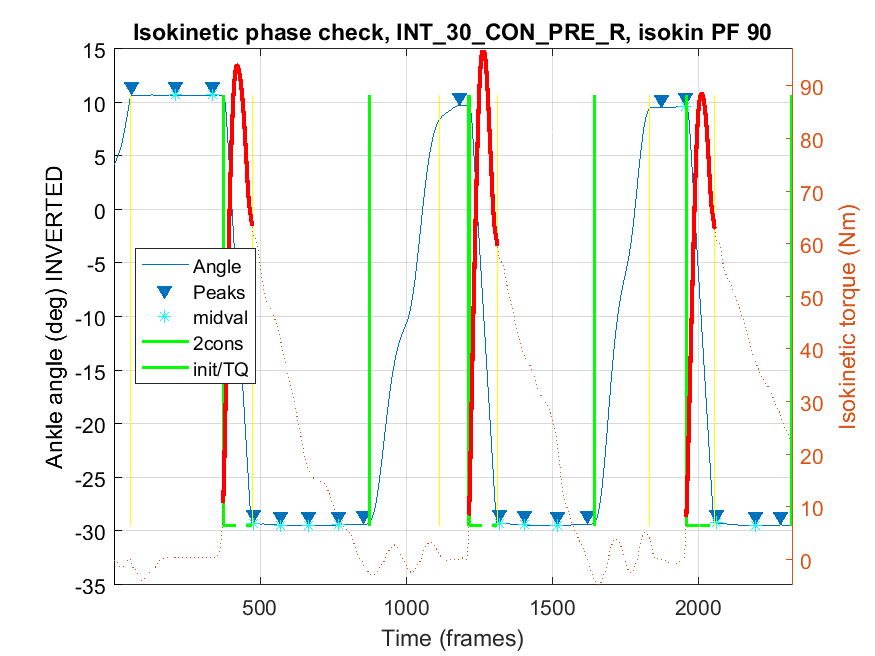 Isokinetic phase check, INT_30_CON_PRE_R, isokin PF 90
Ankle angle (deg) INVERTED
15
10
5
0
-5
-10
-15
-20
-25
-30
-35
Angle
Peaks
midval
2cons
init/TQ
90
80
70
60
50
40
30
20
10
0
Isokinetic torque (Nm)
500
1000
1500
2000
Time (frames)